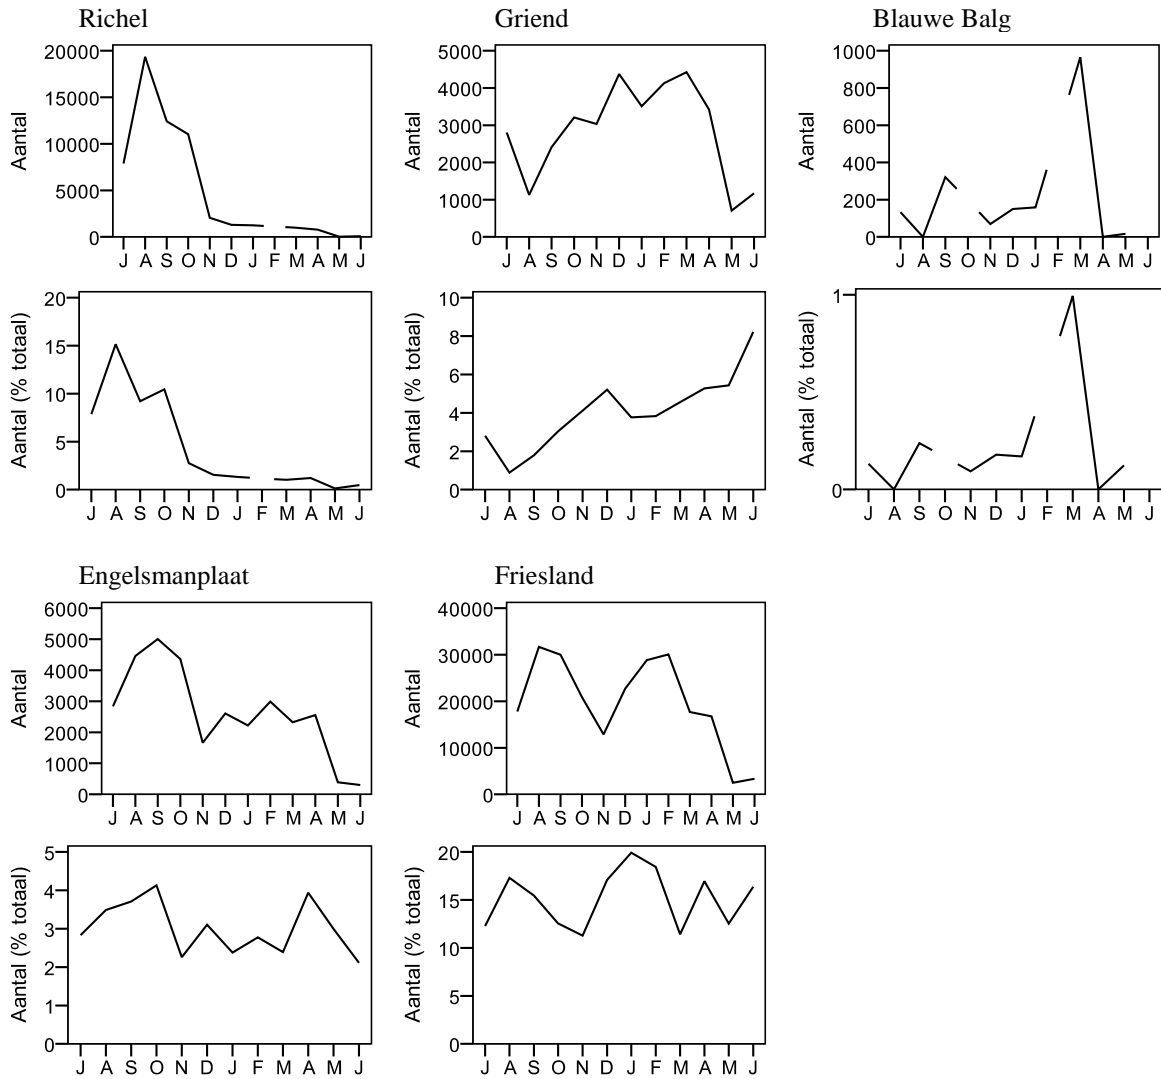 Richel
Griend
Blauwe Balg
20000
15000
10000
5000
0
Aantal
J A S O N D J F M A M J
5000
4000
3000
2000
1000
0
Aantal
J A S O N D J F M A M J
1000
800
600
400
200
0
Aantal
J A S O N D J F M A M J
20
15
10
5
0
Aantal (% totaal)
J A S O N D J F M A M J
10
8
6
4
2
0
Aantal (% totaal)
J A S O N D J F M A M J
1
0
Aantal (% totaal)
J A S O N D J F M A M J
Engelsmanplaat
Friesland
6000
5000
4000
3000
2000
1000
0
Aantal
J A S O N D J F M A M J
40000
30000
20000
10000
0
Aantal
J A S O N D J F M A M J
5
4
3
2
1
0
Aantal (% totaal)
J A S O N D J F M A M J
20
15
10
5
0
Aantal (% totaal)
J A S O N D J F M A M J